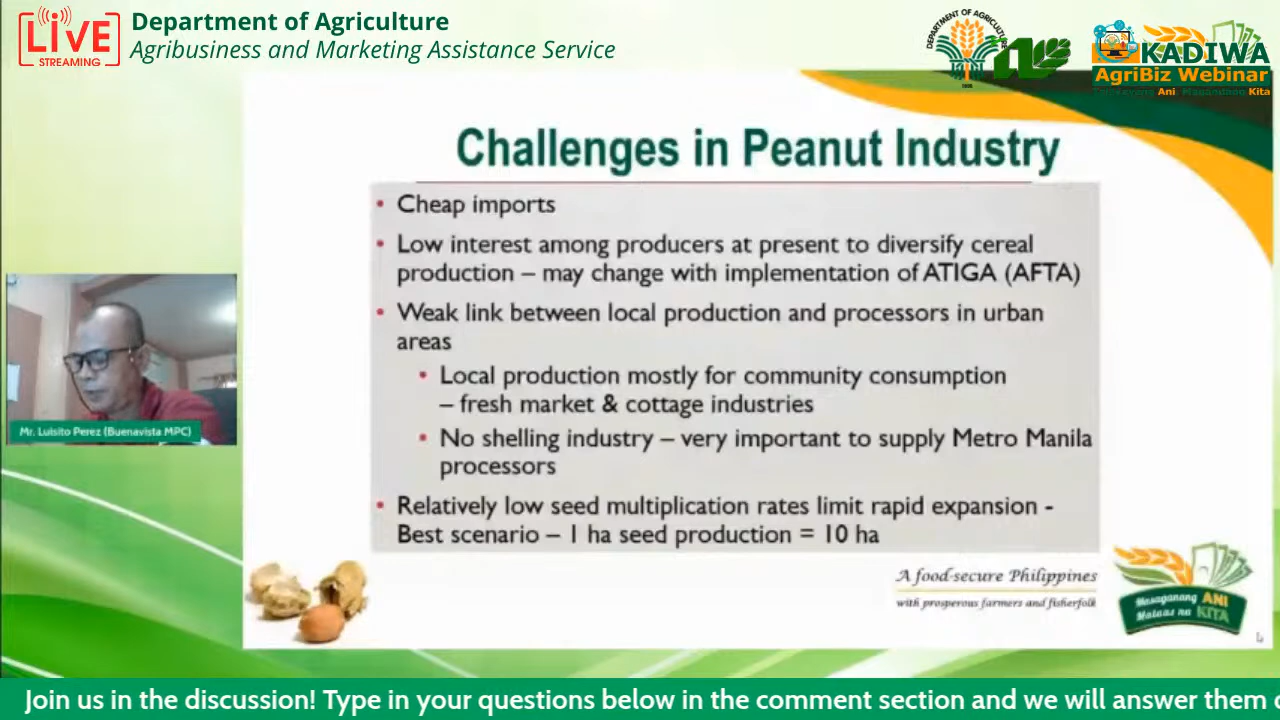 LIVE
STREAMING
Department of Agriculture
Agribusiness and Marketing Assistance Service
DEPARTMENT OF AGRICULTURE
KADIWA
AgriBiz Webinar
Ani. Kita
Challenges in Peanut Industry
• Cheap imports
• Low interest among producers at present to diversify cereal
production – may change with implementation of ATIGA (AFTA)
• Weak link between local production and processors in urban
areas
• Local production mostly for community consumption
– fresh market & cottage industries
• No shelling industry – very important to supply Metro Manila
processors
• Relatively low seed multiplication rates limit rapid expansion -
Best scenario – 1 ha seed production = 10 ha
Mr. Luisito Perez (Buenavista MPC)
A food-secure Philippines
with prosperous farmers and fisherfolk
Masaganang ANI
Mataas na KITA
Join us in the discussion! Type in your questions below in the comment section and we will answer them